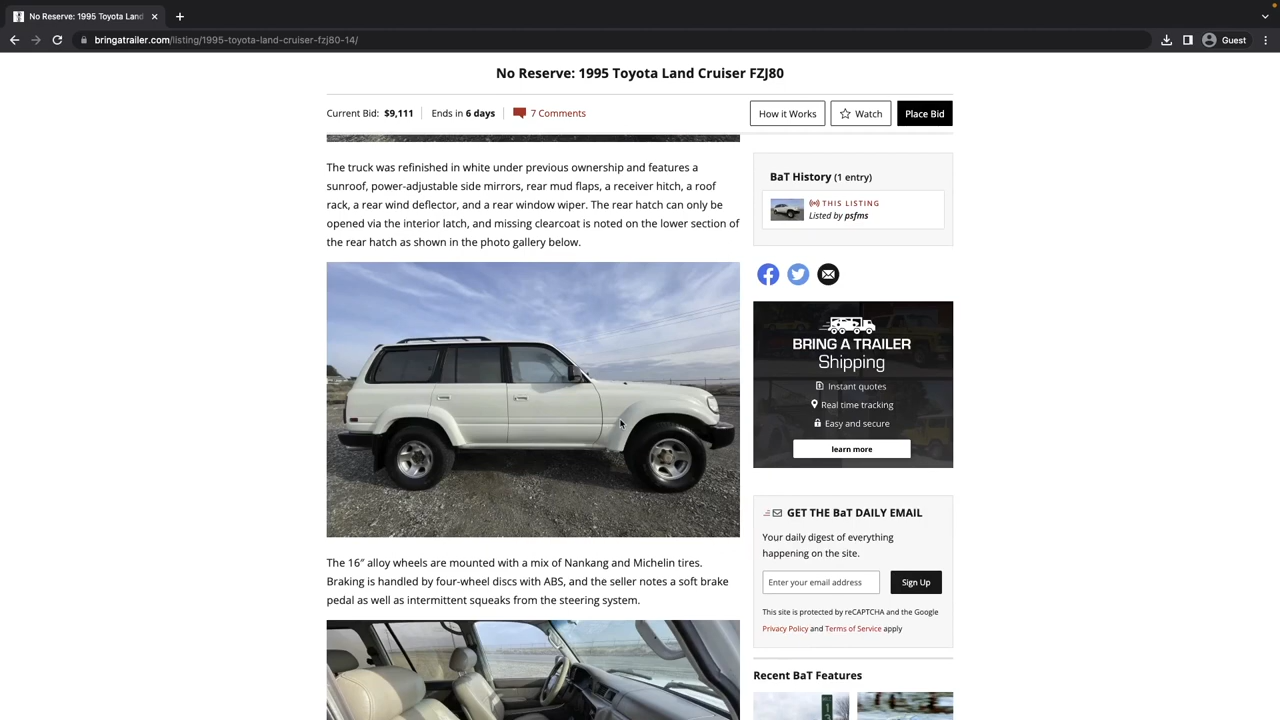 No Reserve: 1995 Toyota Land
bringatrailer.com/listing/1995-toyota-land-cruiser-fzj80-14/
Guest
No Reserve: 1995 Toyota Land Cruiser FZJ80
Current Bid: $9,111
Ends in 6 days
7 Comments
How it Works
Watch
Place Bid
The truck was refinished in white under previous ownership and features a
sunroof, power-adjustable side mirrors, rear mud flaps, a receiver hitch, a roof
rack, a rear wind deflector, and a rear window wiper. The rear hatch can only be
opened via the interior latch, and missing clearcoat is noted on the lower section of
the rear hatch as shown in the photo gallery below.
The 16″ alloy wheels are mounted with a mix of Nankang and Michelin tires.
Braking is handled by four-wheel discs with ABS, and the seller notes a soft brake
pedal as well as intermittent squeaks from the steering system.
BaT History (1 entry)
THIS LISTING
Listed by psfms
BRING A TRAILER
Shipping
Instant quotes
Real time tracking
Easy and secure
learn more
GET THE BaT DAILY EMAIL
Your daily digest of everything
happening on the site.
Enter your email address
Sign Up
This site is protected by reCAPTCHA and the Google
Privacy Policy and Terms of Service apply
Recent BaT Features